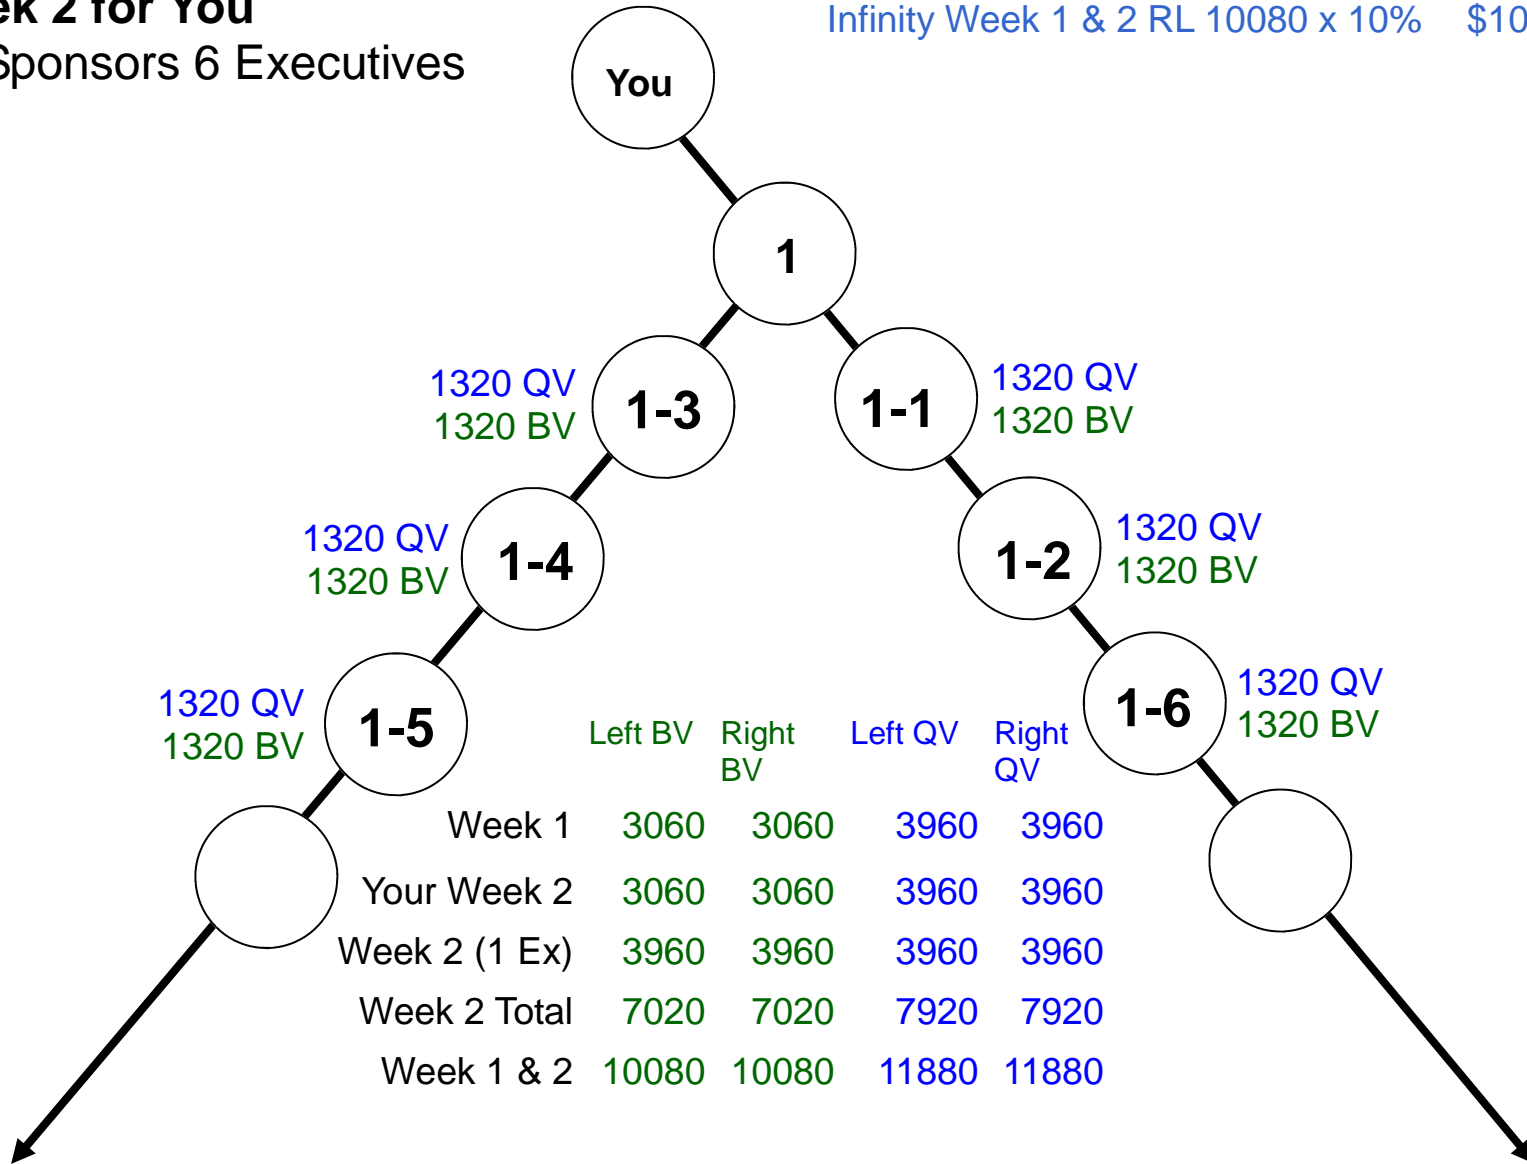 2 for You
Sponsors 6 Executives
Infinity Week 1 & 2 RL 10080 x 10% $10
You
1
1320 QV
1320 BV
1-3
1-1
1320 QV
1320 BV
1320 QV
1320 BV
1-4
1-2
1320 QV
1320 BV
1320 QV
1320 BV
1-5
1-6
1320 QV
1320 BV
Left BV Right BV Left QV Right QV
Week 1 3060 3060 3960 3960
Your Week 2 3060 3060 3960 3960
Week 2 (1 Ex) 3960 3960 3960 3960
Week 2 Total 7020 7020 7920 7920
Week 1 & 2 10080 10080 11880 11880